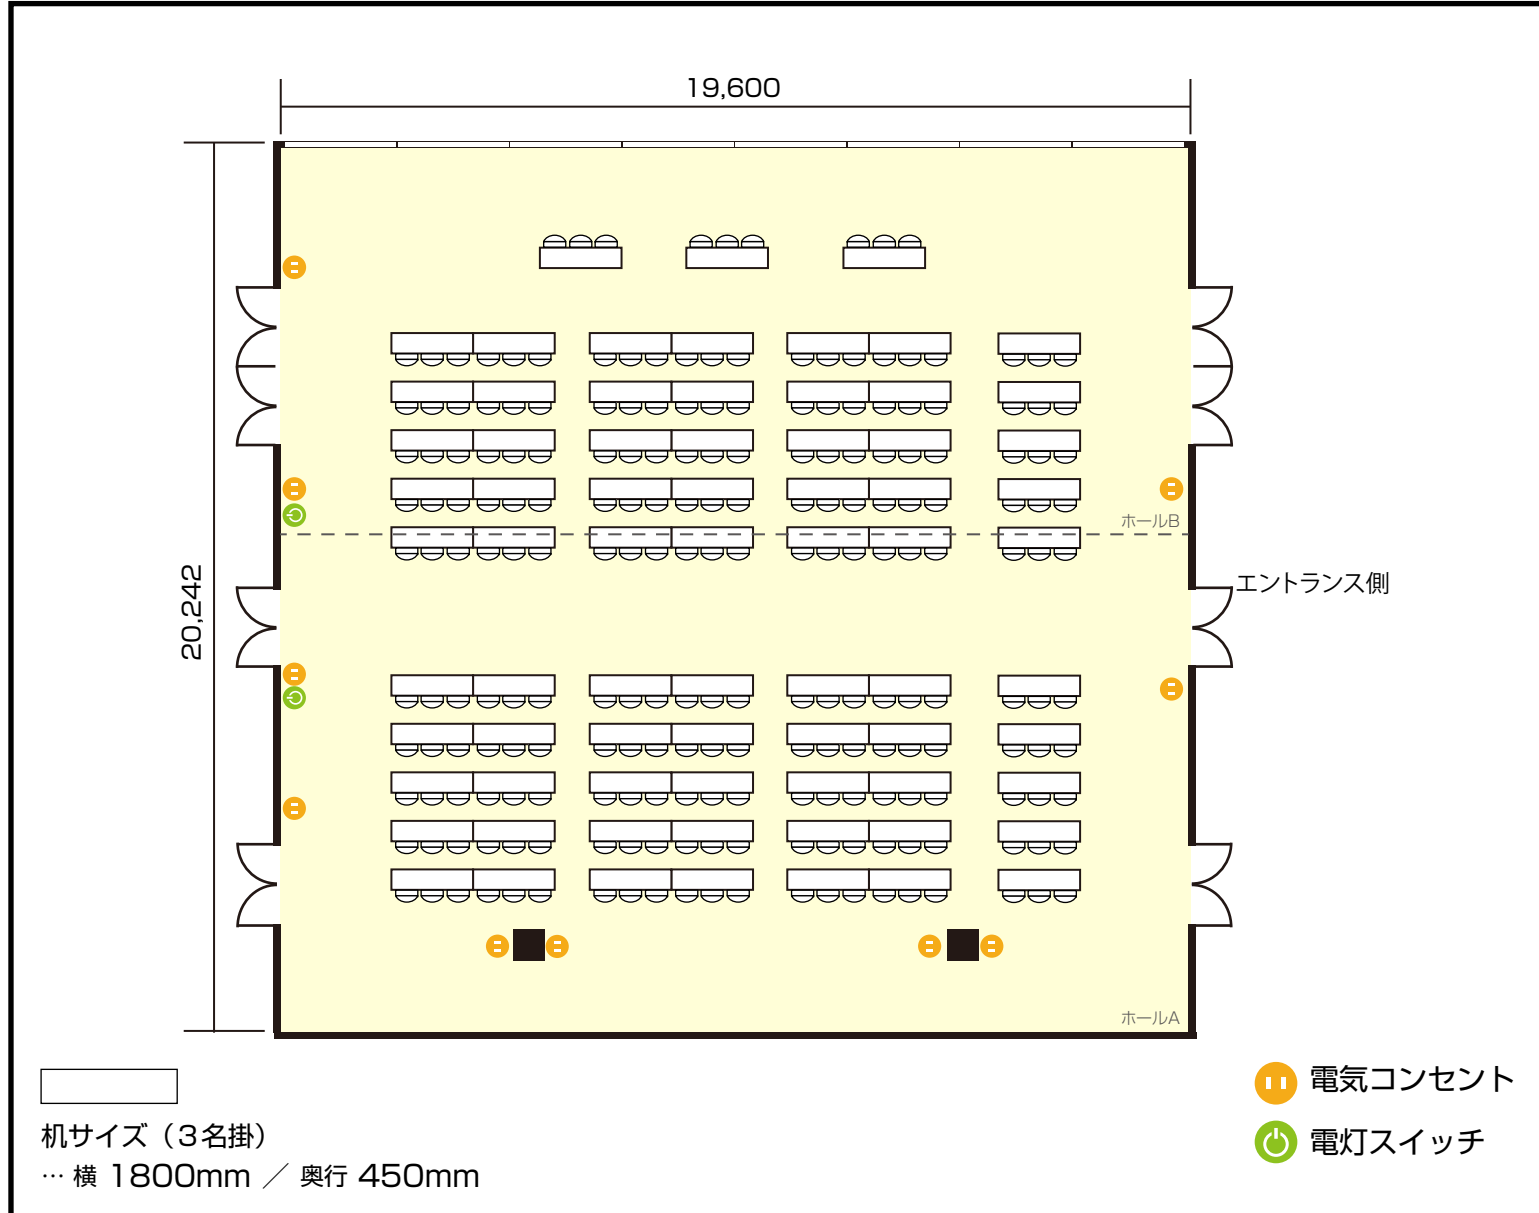 19,600
20,242
ホールB
エントランス側
ホールA
机サイズ（３名掛）
… 横 1800mm ／ 奥行 450mm
電気コンセント
電灯スイッチ